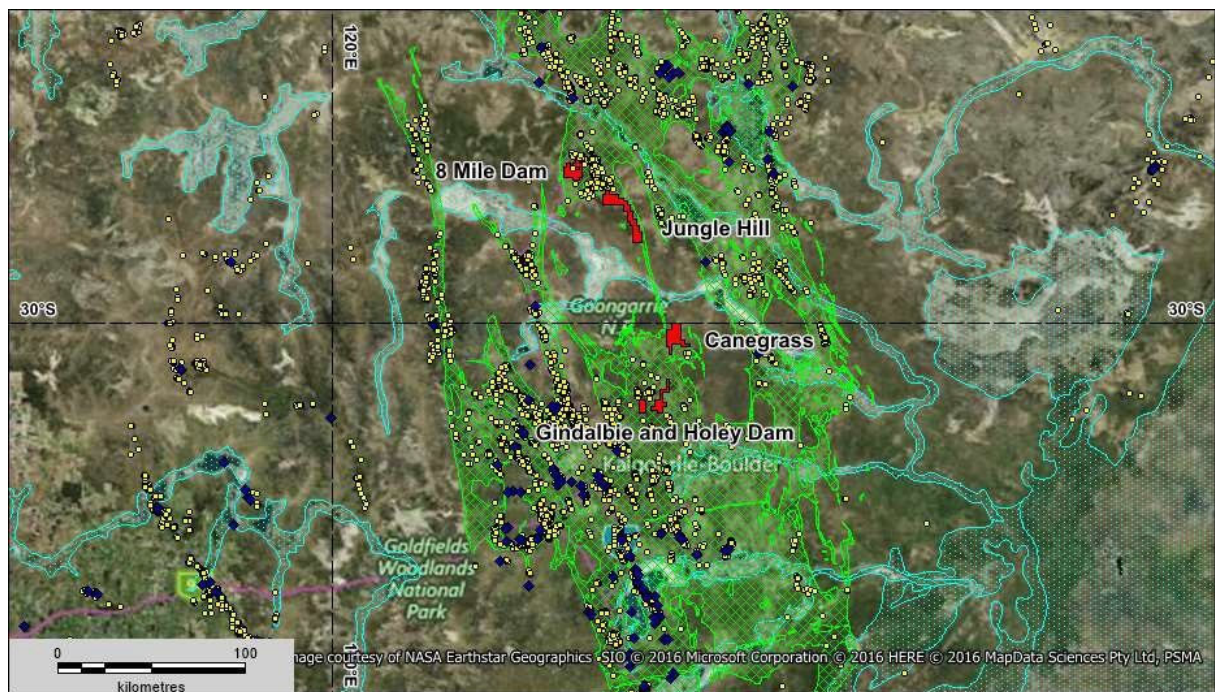 120°E
8 Mile Dam
Jungle Hill
30°S
30°S
Goongarrie
N.P.
Canegrass
Gindalbie and Holey Dam
Kalgoorlie-Boulder
Goldfields
Woodlands
National
Park
0 100
kilometres
120°E
mage courtesy of NASA Earthstar Geographics SIO © 2016 Microsoft Corporation © 2016 HERE © 2016 MapData Sciences Pty Ltd, PSMA